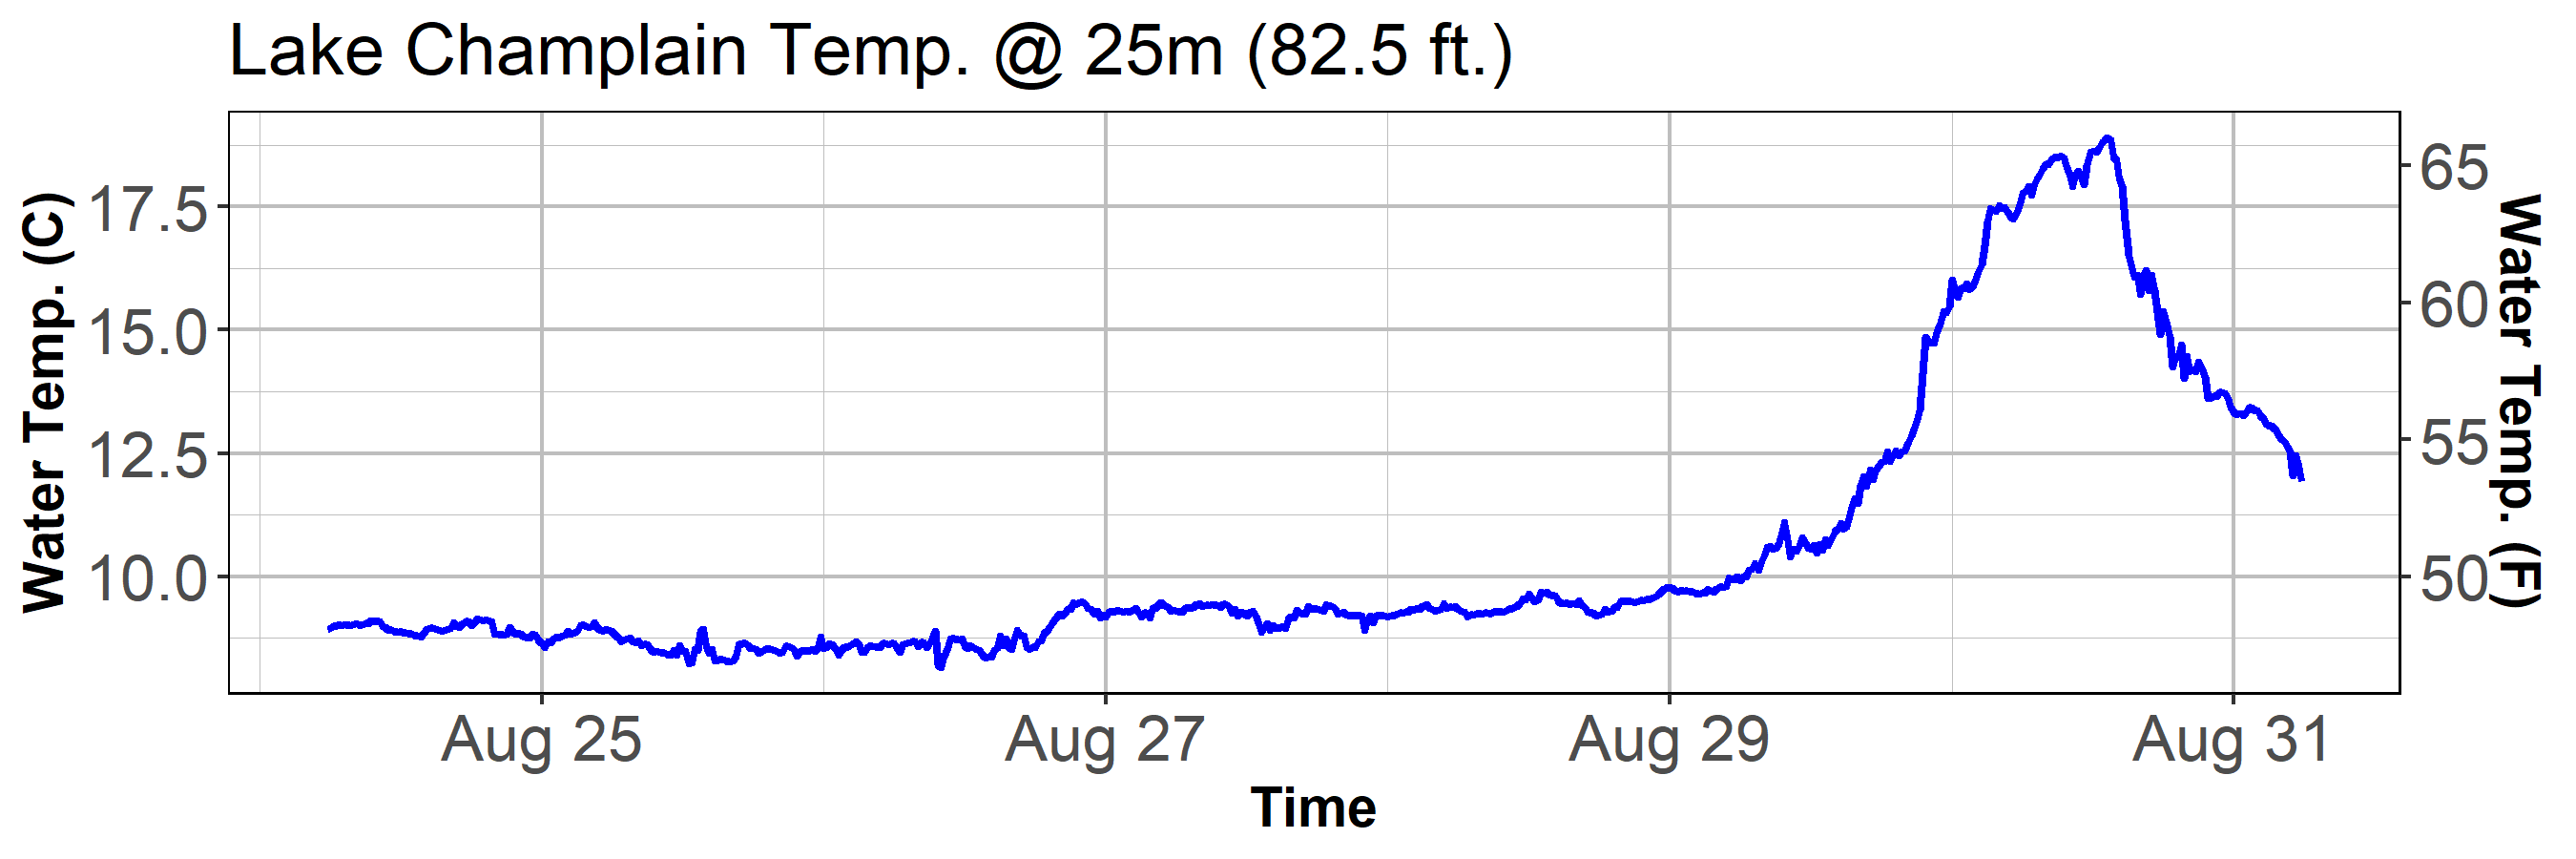 Lake Champlain Temp. @ 25m (82.5 ft.)
Water Temp. (C)
17.5
15.0
12.5
10.0
65
60
55
50
Water Temp. (F)
Aug 25 Aug 27 Aug 29 Aug 31
Time